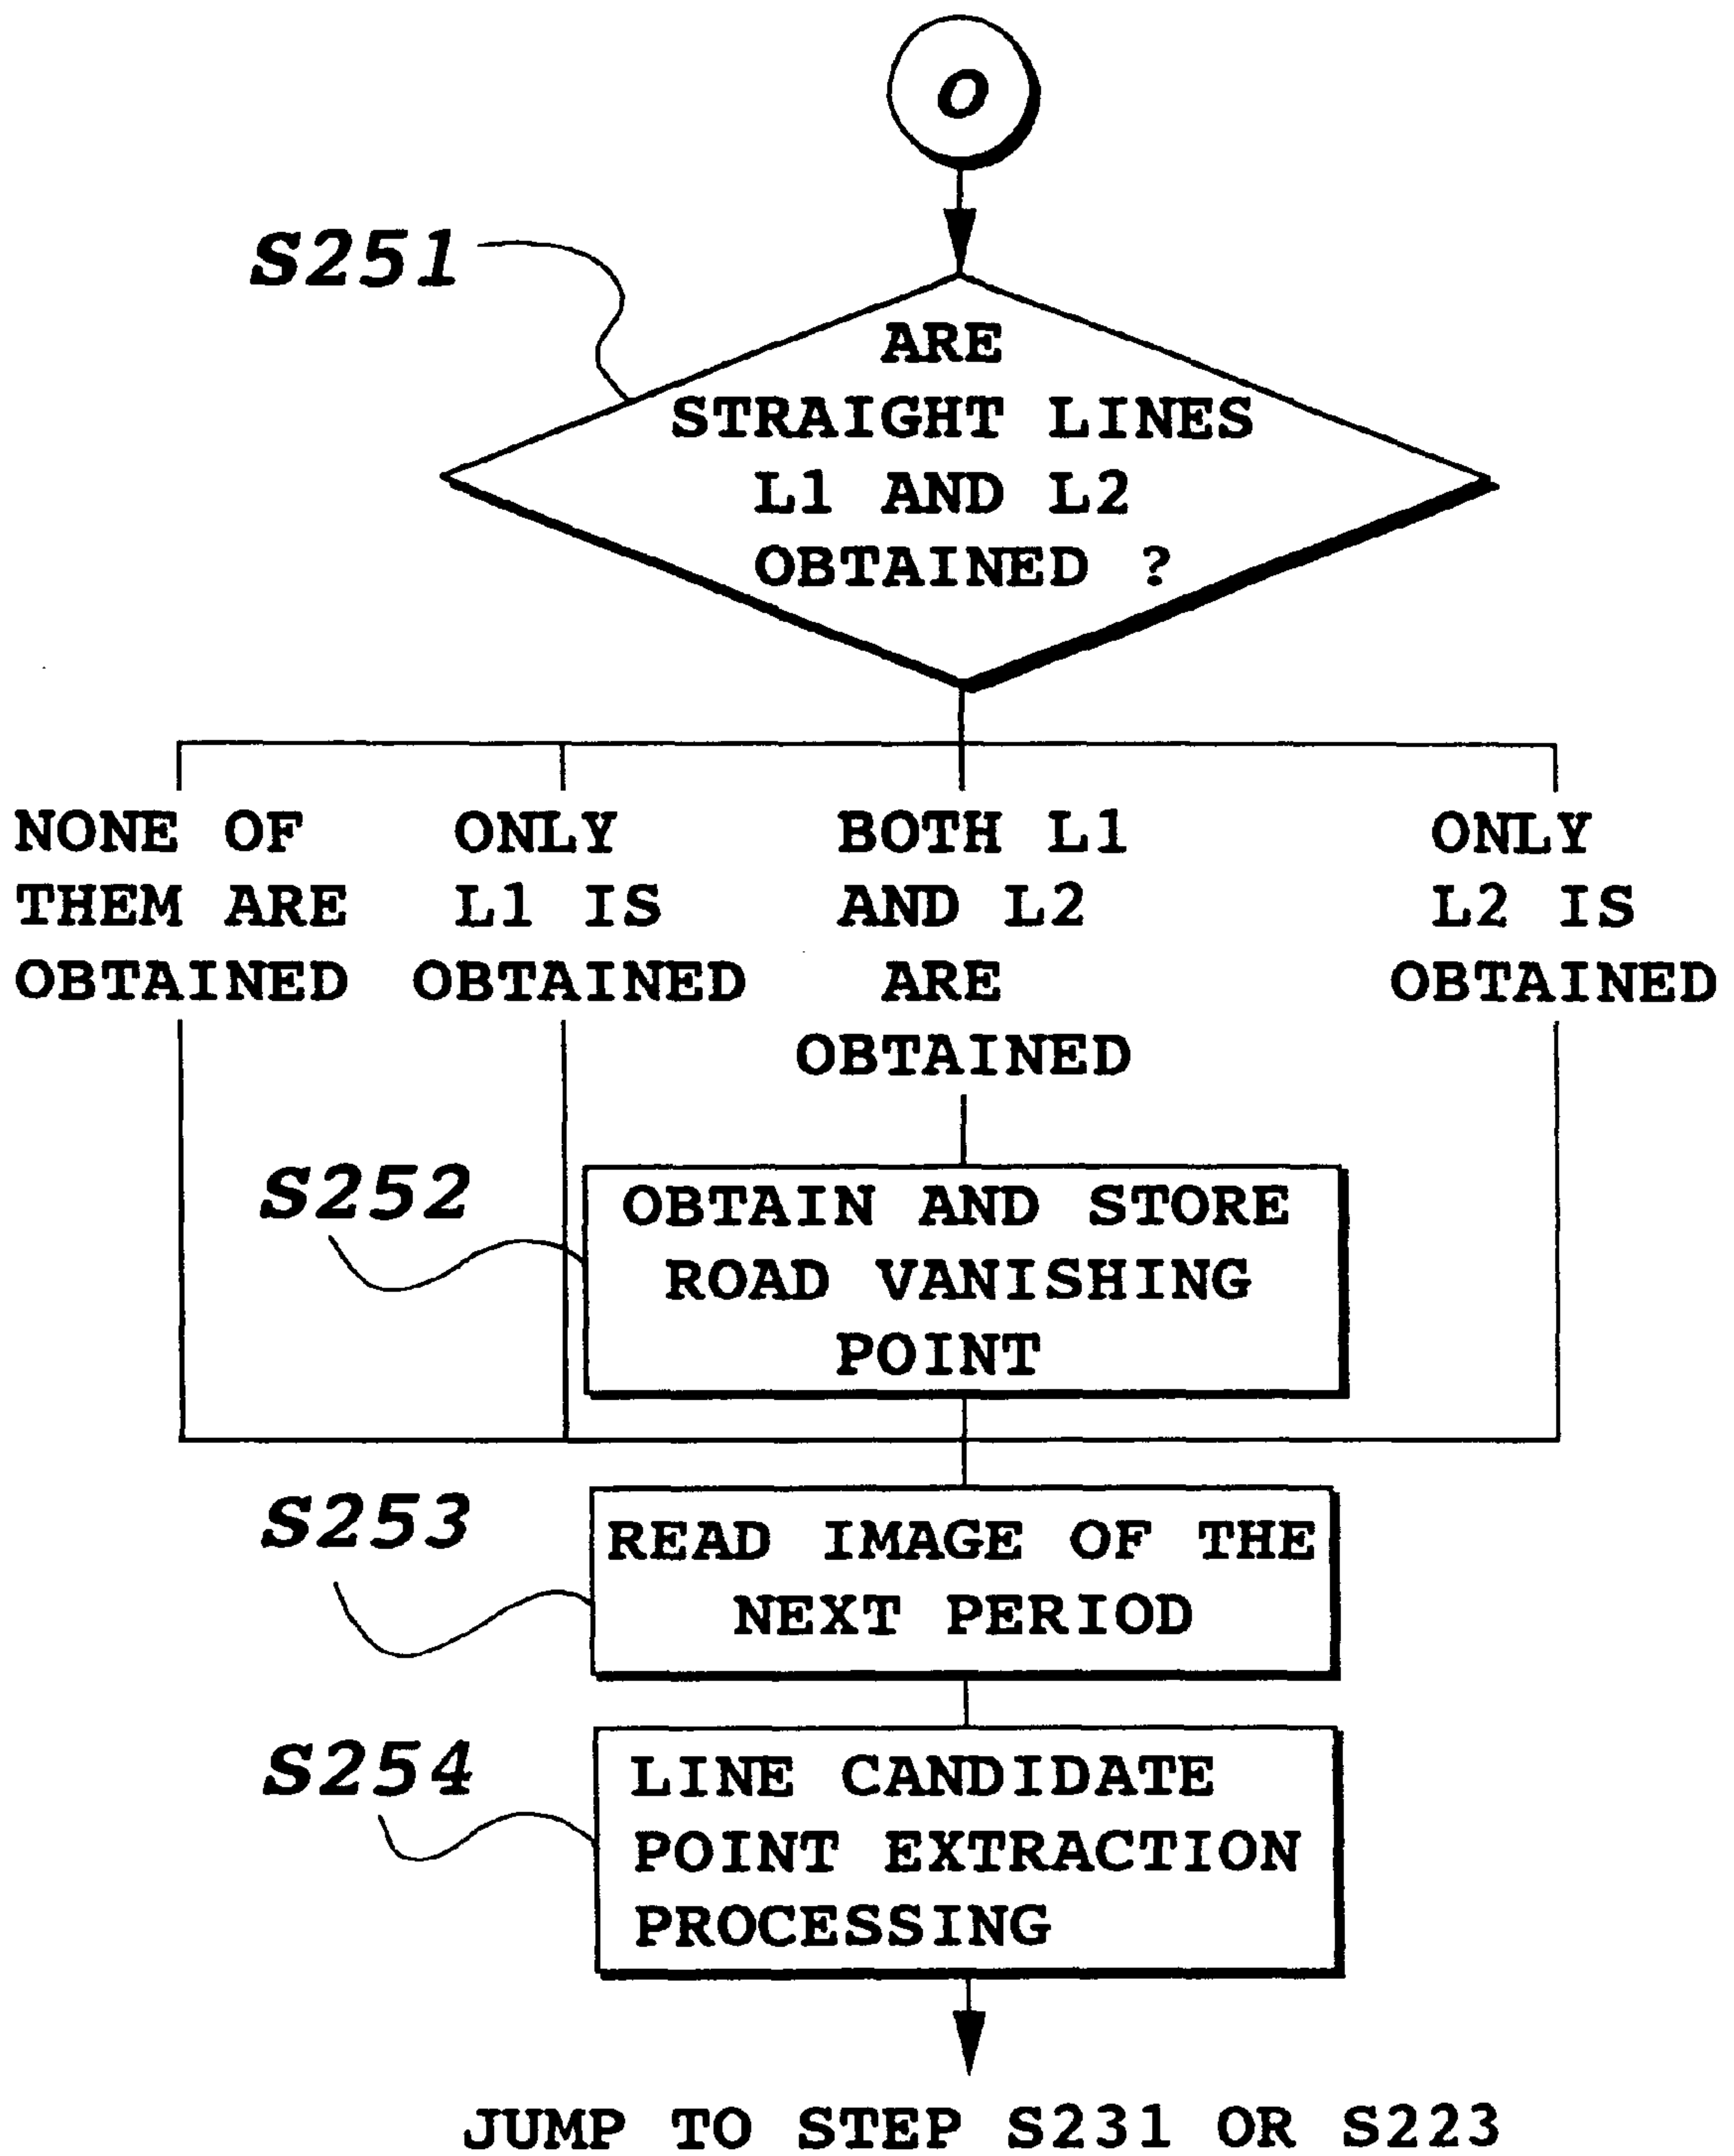 O
S251
ARE
STRAIGHT LINES
L1 AND L2
OBTAINED ?
NONE OF
THEM ARE
OBTAINED
ONLY
L1 IS
OBTAINED
BOTH L1
AND L2
ARE
OBTAINED
ONLY
L2 IS
OBTAINED
S252
OBTAIN AND STORE
ROAD VANISHING
POINT
S253
READ IMAGE OF THE
NEXT PERIOD
S254
LINE CANDIDATE
POINT EXTRACTION
PROCESSING
JUMP TO STEP S231 OR S223